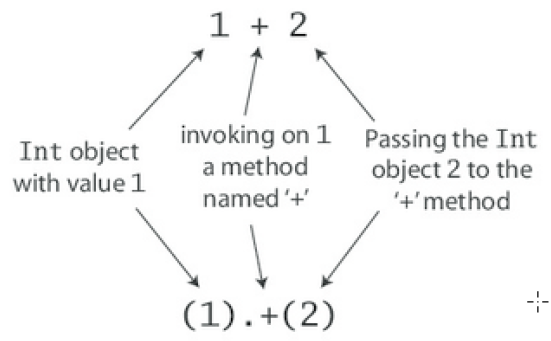 1 + 2
Int object
with value 1
invoking on 1
a method
named ‘+’
Passing the Int
object 2 to the
‘+’ method
(1).+(2)